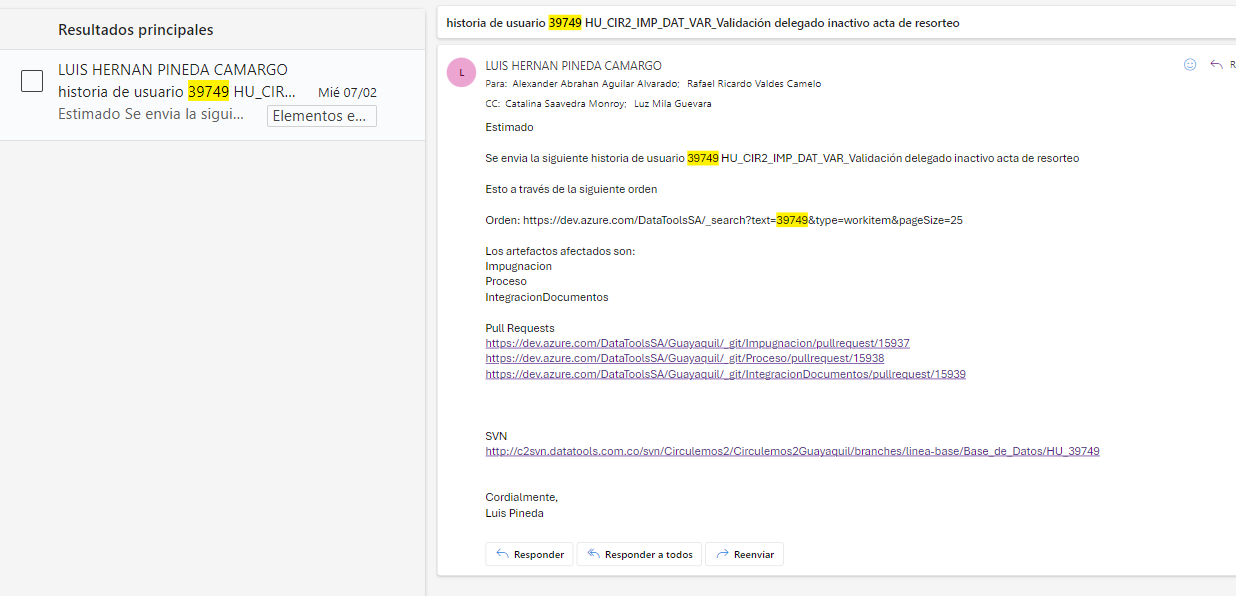 Resultados principales
LUIS HERNAN PINEDA CAMARGO
historia de usuario 39749 HU_CIR... Mié 07/02
Estimado Se envia la sigui... Elementos e...
historia de usuario 39749 HU_CIR2_IMP_DAT_VAR_Validación delegado inactivo acta de resorteo
L
LUIS HERNAN PINEDA CAMARGO
R
Para: Alexander Abrahan Aguilar Alvarado; Rafael Ricardo Valdes Camelo
CC: Catalina Saavedra Monroy; Luz Mila Guevara
Estimado
Se envia la siguiente historia de usuario 39749 HU_CIR2_IMP_DAT_VAR_Validación delegado inactivo acta de resorteo
Esto a través de la siguiente orden
Orden: https://dev.azure.com/DataToolsSA/_search?text=39749&type=workitem&pageSize=25
Los artefactos afectados son:
Impugnacion
Proceso
IntegracionDocumentos
Pull Requests
https://dev.azure.com/DataToolsSA/Guayaquil/_git/Impugnacion/pullrequest/15937
https://dev.azure.com/DataToolsSA/Guayaquil/_git/Proceso/pullrequest/15938
https://dev.azure.com/DataToolsSA/Guayaquil/_git/IntegracionDocumentos/pullrequest/15939
SVN
http://c2svn.datatools.com.co/svn/Circulemos2/Circulemos2Guayaquil/branches/linea-base/Base_de_Datos/HU_39749
Cordialmente,
Luis Pineda
Responder
Responder a todos
Reenviar